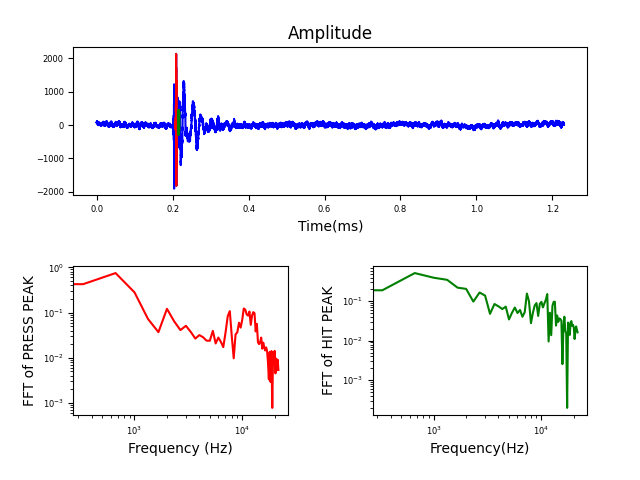 Amplitude
2000
1000
0
−1000
−2000
0.0 0.2 0.4 0.6 0.8 1.0 1.2
Time(ms)
FFT of PRESS PEAK
10⁰
10⁻¹
10⁻²
10⁻³
10³ 10⁴
Frequency (Hz)
FFT of HIT PEAK
10⁻¹
10⁻²
10⁻³
10³ 10⁴
Frequency(Hz)